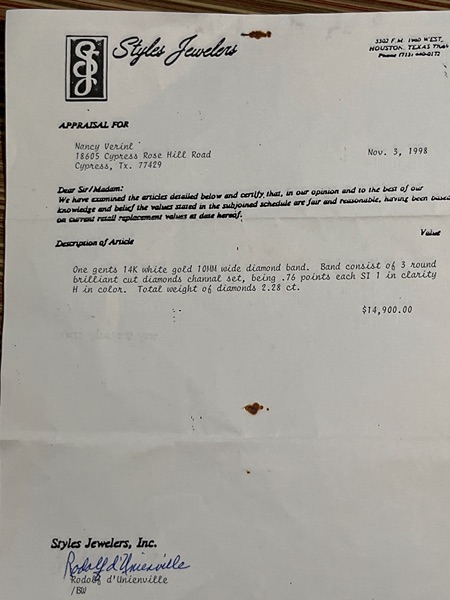 Styles Jewelers
3302 F.M. 1960 WEST,
HOUSTON, TEXAS
Phone (713) 440-0172
APPRAISAL FOR
Nancy Verinl
18605 Cypress Rose Hill Road
Cypress, Tx. 77429
Nov. 3, 1998
Dear Sir/Madam:
We have examined the articles detailed below and certify that, in our opinion and to the best of our
knowledge and belief the values stated in the subjoined schedule are fair and reasonable, having been based
on current retail replacement values at date hereof.
Value
Description of Article
One gents 14K white gold 10MM wide diamond band. Band consist of 3 round
brilliant cut diamonds channal set, being .76 points each SI 1 in clarity
H in color. Total weight of diamonds 2.28 ct.
$14,900.00
Styles Jewelers, Inc.
Rodolf d'Unienville
Rodolf d'Unienville
/BW